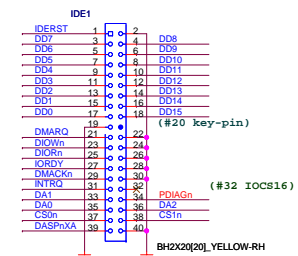 IDE1
IDERST 1 2
DD7 3 4 DD8
DD6 5 6 DD9
DD5 7 8 DD10
DD4 9 10 DD11
DD3 11 12 DD12
DD2 13 14 DD13
DD1 15 16 DD14
DD0 17 18 DD15
19 (#20 key-pin)
DMARQ 21 22
DIOWn 23 24
DIORn 25 26
IORDY 27 28
DMACKn 29 30
INTRQ 31 32 (#32 IOCS16)
DA1 33 34 PDIAGn
DA0 35 36 DA2
CS0n 37 38 CS1n
DASPnXA 39 40
BH2X20[20]_YELLOW-RH